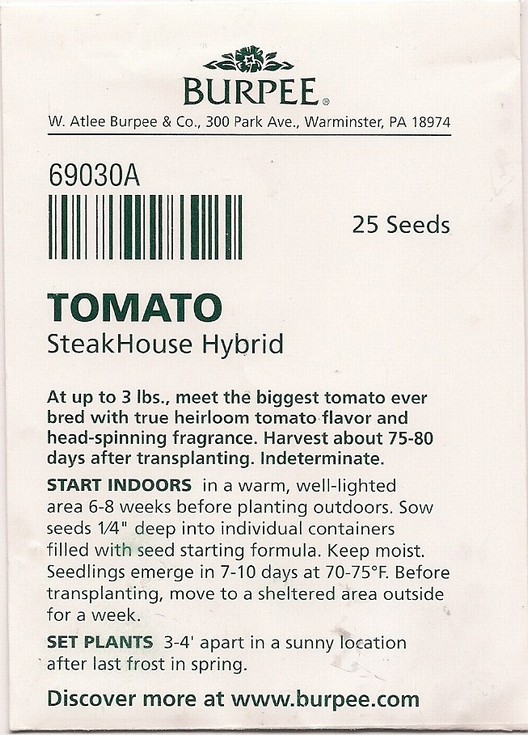 BURPEE®
W. Atlee Burpee & Co., 300 Park Ave., Warminster, PA 18974
69030A
25 Seeds
TOMATO
SteakHouse Hybrid
At up to 3 lbs., meet the biggest tomato ever
bred with true heirloom tomato flavor and
head-spinning fragrance. Harvest about 75-80
days after transplanting. Indeterminate.
START INDOORS in a warm, well-lighted
area 6-8 weeks before planting outdoors. Sow
seeds 1/4" deep into individual containers
filled with seed starting formula. Keep moist.
Seedlings emerge in 7-10 days at 70-75°F. Before
transplanting, move to a sheltered area outside
for a week.
SET PLANTS 3-4' apart in a sunny location
after last frost in spring.
Discover more at www.burpee.com